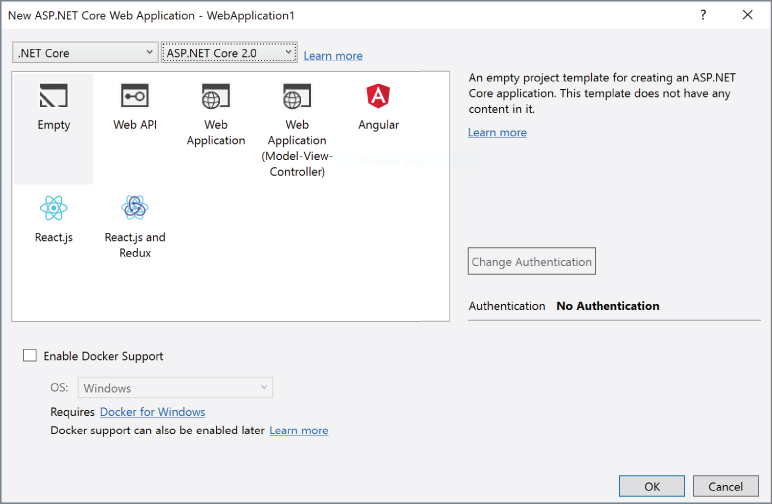 New ASP.NET Core Web Application - WebApplication1
?
.NET Core
ASP.NET Core 2.0
Learn more
Empty
Web API
Web
Application
Web
Application
(Model-View-
Controller)
Angular
React.js
React.js and
Redux
An empty project template for creating an ASP.NET
Core application. This template does not have any
content in it.
Learn more
Change Authentication
Authentication No Authentication
Enable Docker Support
OS: Windows
Requires Docker for Windows
Docker support can also be enabled later Learn more
OK
Cancel